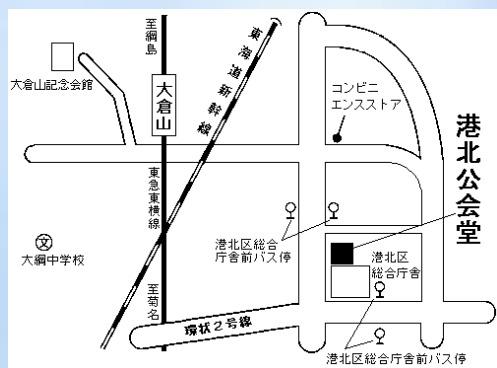 至綱島
大倉山記念会館
大倉山
東海道新幹線
コンビニ
エンスストア
港北公会堂
東急東横線
文
大綱中学校
港北区総合
庁舎前バス停
港北区
総合庁舎
至菊名
環状2号線
港北区総合庁舎前バス停